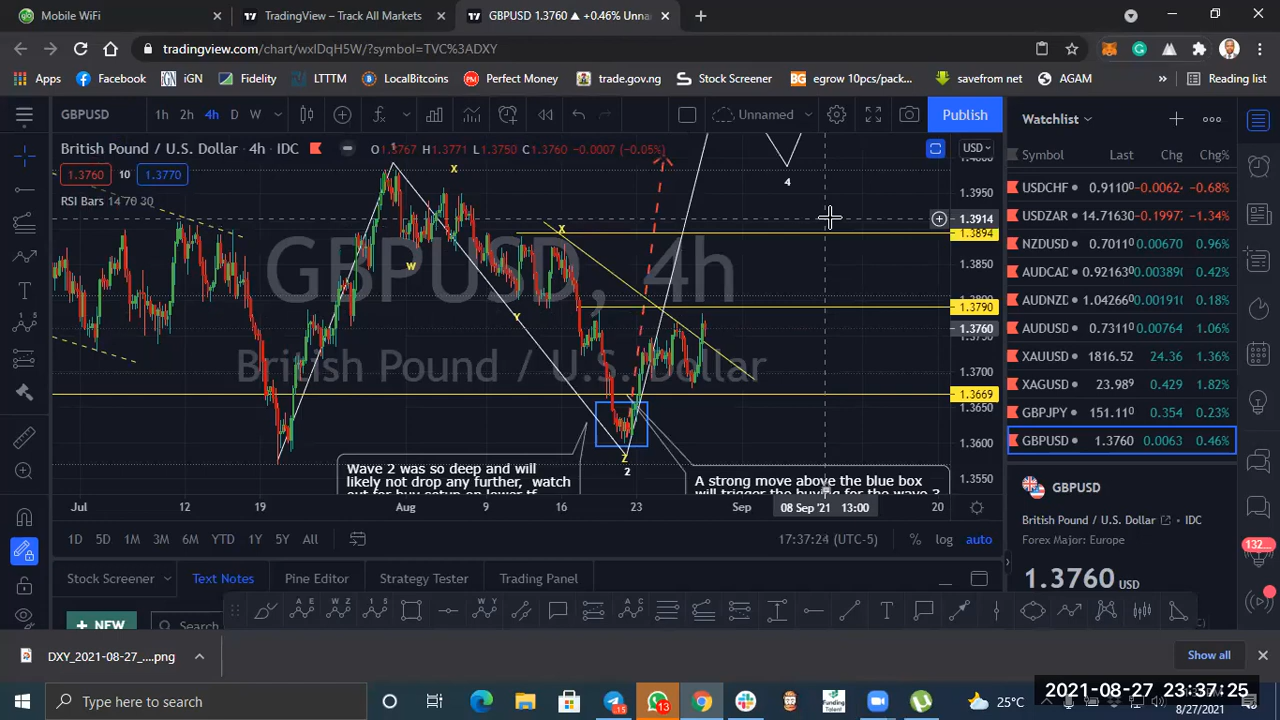 Mobile WiFi
TradingView – Track All Markets
GBPUSD 1.3760 ▲ +0.46% Unna
tradingview.com/chart/wxlDqH5W/?symbol=TVC%3ADXY
Apps
Facebook
iGN
Fidelity
LTTTM
LocalBitcoins
Perfect Money
trade.gov.ng
Stock Screener
egrow 10pcs/pack...
savefrom net
AGAM
»
Reading list
GBPUSD
1h 2h 4h D W
Unnamed
Publish
British Pound / U.S. Dollar • 4h • IDC
O1.3767 H1.3771 L1.3750 C1.3760 -0.0007 (-0.05%)
1.3760 10 1.3770
RSI Bars 14 70 30
GBPUSD, 4h
British Pound / U.S. Dollar
X
W
Y
X
Z
2
4
Wave 2 was so deep and will
likely not drop any further, watch
A strong move above the blue box
USD
1.3950
1.3914
1.3894
1.3850
1.3790
1.3760
1.3700
1.3669
1.3650
1.3600
1.3550
Jul 19 Aug 9 16 23 Sep 08 Sep '21 13:00 20
1D 5D 1M 3M 6M YTD 1Y 5Y All
17:37:24 (UTC-5) % log auto
Stock Screener Text Notes Pine Editor Strategy Tester Trading Panel
+ NEW
Search
Watchlist
Symbol Last Chg Chg%
USDCHF 0.9110⁰ -0.0062 -0.68%
USDZAR 14.7163⁰ -0.1997 -1.34%
NZDUSD 0.7011⁰ 0.00670 0.96%
AUDCAD 0.9216³ 0.00389 0.42%
AUDNZD 1.0426⁶ 0.00191 0.18%
AUDUSD 0.7311⁰ 0.00764 1.06%
XAUUSD 1816.52 24.36 1.36%
XAGUSD 23.98⁹ 0.429 1.82%
GBPJPY 151.11⁰ 0.354 0.23%
GBPUSD 1.3760 0.0063 0.46%
GBPUSD
British Pound / U.S. Dollar • IDC
Forex Major: Europe
1.3760 USD
132...
DXY_2021-08-27_....png
Show all
Type here to search
13
25°C
2021-08-27 23:37:25
8/27/2021